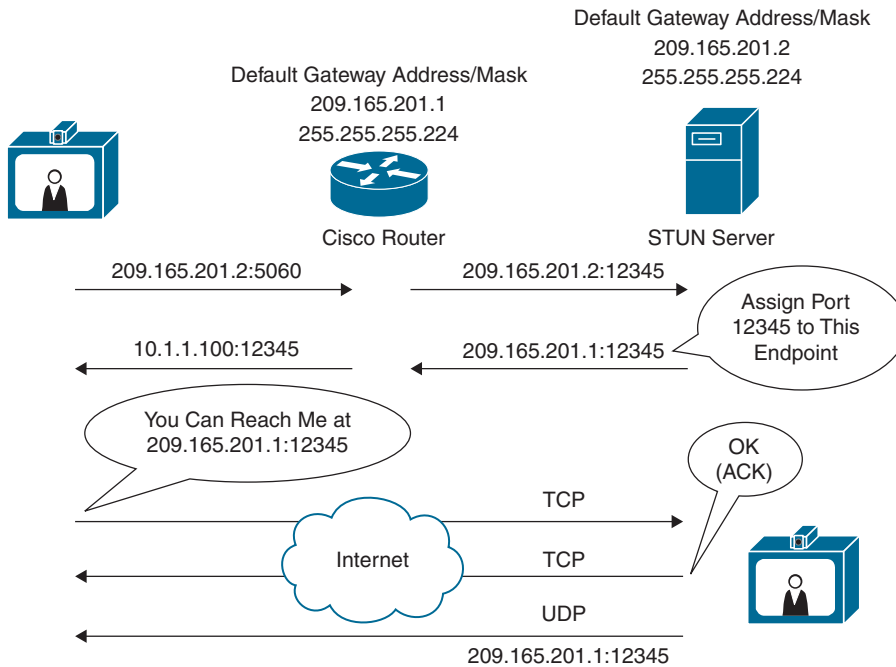 Default Gateway Address/Mask
209.165.201.2
255.255.255.224
Default Gateway Address/Mask
209.165.201.1
255.255.255.224
Cisco Router
STUN Server
209.165.201.2:5060
209.165.201.2:12345
Assign Port
12345 to This
Endpoint
10.1.1.100:12345
209.165.201.1:12345
You Can Reach Me at
209.165.201.1:12345
OK
(ACK)
TCP
Internet
TCP
UDP
209.165.201.1:12345